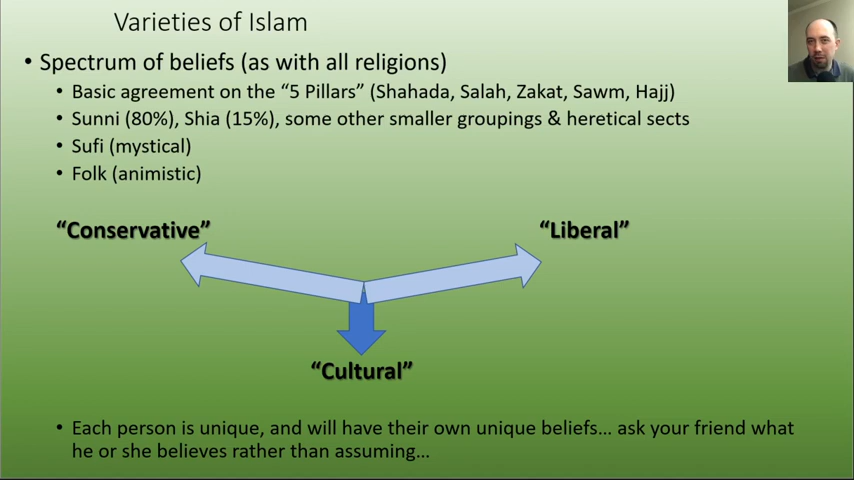 Varieties of Islam
• Spectrum of beliefs (as with all religions)
• Basic agreement on the “5 Pillars” (Shahada, Salah, Zakat, Sawm, Hajj)
• Sunni (80%), Shia (15%), some other smaller groupings & heretical sects
• Sufi (mystical)
• Folk (animistic)
“Conservative”
“Liberal”
“Cultural”
• Each person is unique, and will have their own unique beliefs… ask your friend what
he or she believes rather than assuming…